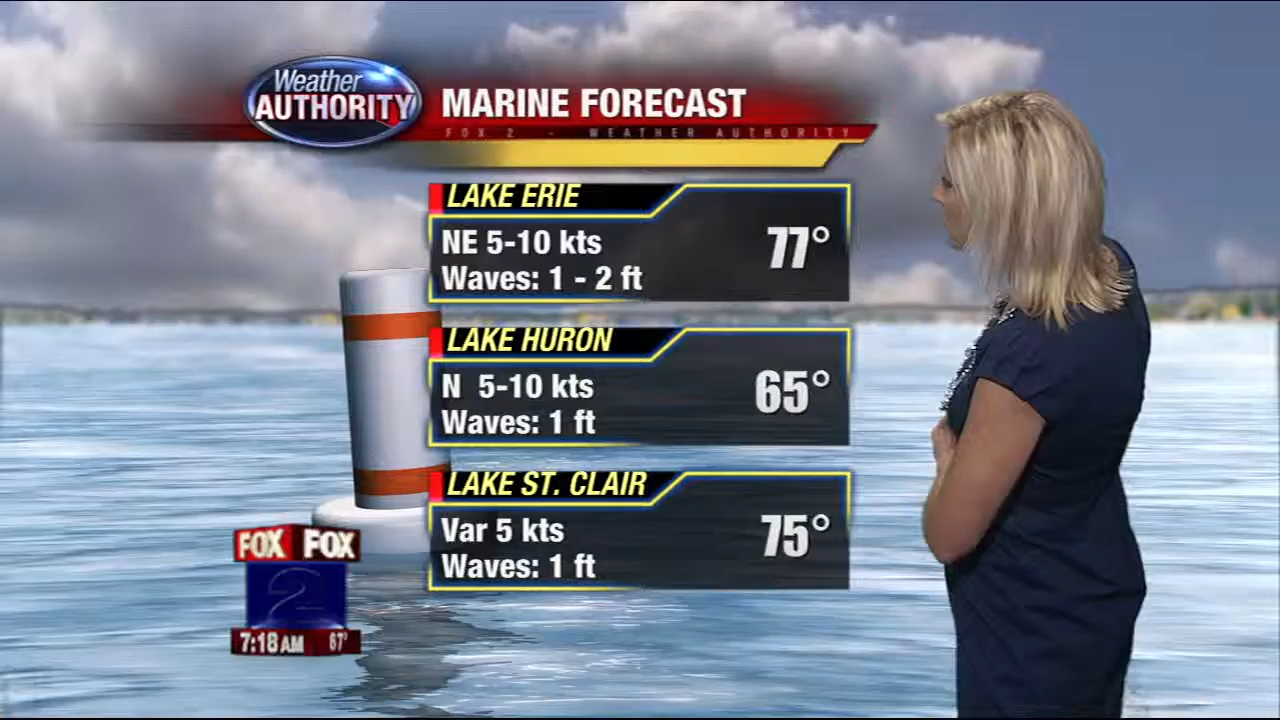 Weather
AUTHORITY
MARINE FORECAST
FOX 2 - WEATHER AUTHORITY
LAKE ERIE
NE 5-10 kts
Waves: 1 - 2 ft
77°
LAKE HURON
N 5-10 kts
Waves: 1 ft
65°
LAKE ST. CLAIR
Var 5 kts
Waves: 1 ft
75°
FOX FOX
2
7:18 AM 67°